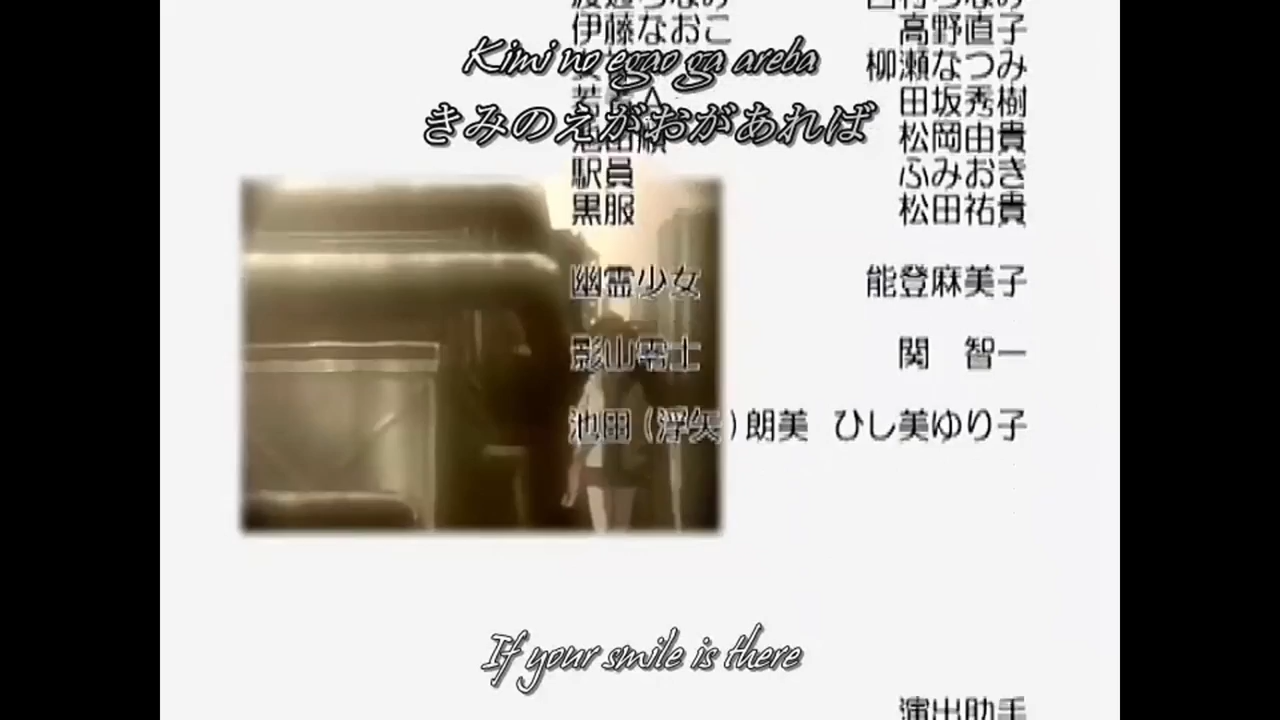 伊藤なおこ 高野直子
Kimi no egao ga areba
柳瀬なつみ
田坂秀樹
きみのえがおがあれば
松岡由貴
駅員 ふみおき
黒服 松田祐貴
幽霊少女 能登麻美子
影山零士 関 智一
池田(浮矢)朗美 ひし美ゆり子
If your smile is there
演出助手